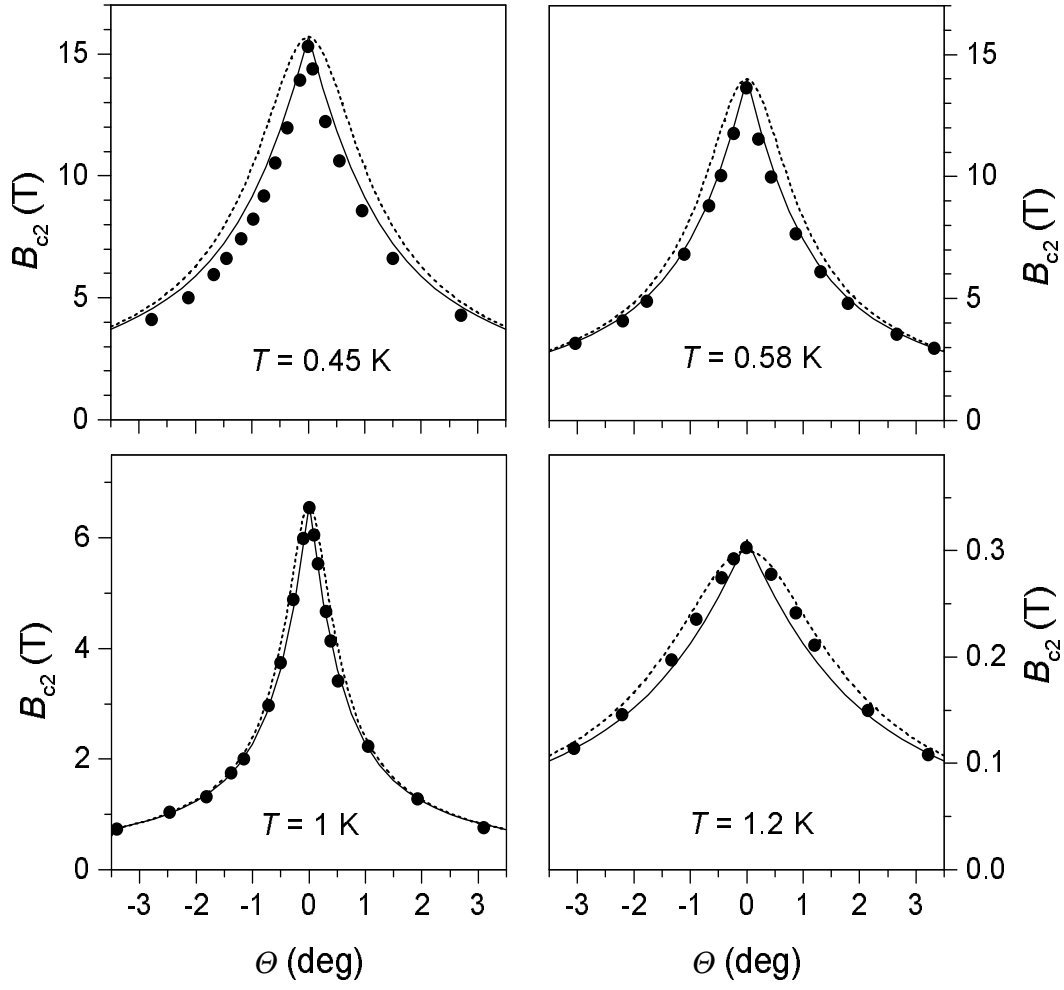 15
10
5
0
B_c2 (T)
T = 0.45 K
15
10
5
0
B_c2 (T)
T = 0.58 K
6
4
2
0
B_c2 (T)
T = 1 K
-3 -2 -1 0 1 2 3
Θ (deg)
0.3
0.2
0.1
0.0
B_c2 (T)
T = 1.2 K
-3 -2 -1 0 1 2 3
Θ (deg)